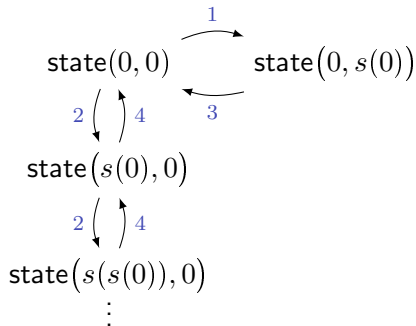 1
state(0, 0) state(0, s(0))
3
2 4
state(s(0), 0)
2 4
state(s(s(0)), 0)
⋮